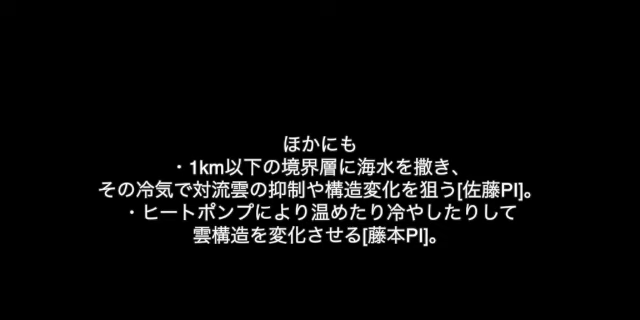 ほかにも
・1km以下の境界層に海水を撒き、
その冷気で対流雲の抑制や構造変化を狙う[佐藤PI]。
・ヒートポンプにより温めたり冷やしたりして
雲構造を変化させる[藤本PI]。